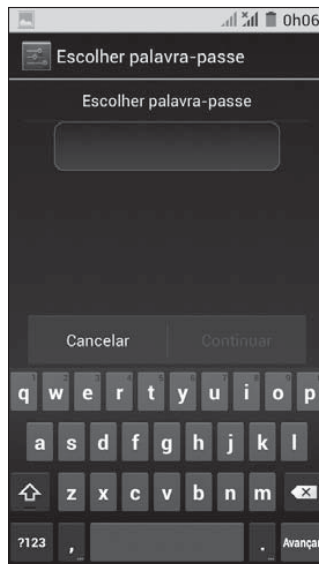 0h06
Escolher palavra-passe
Escolher palavra-passe
Cancelar Continuar
q w e r t y u i o p
a s d f g h j k l
z x c v b n m
?123 , . Avançar